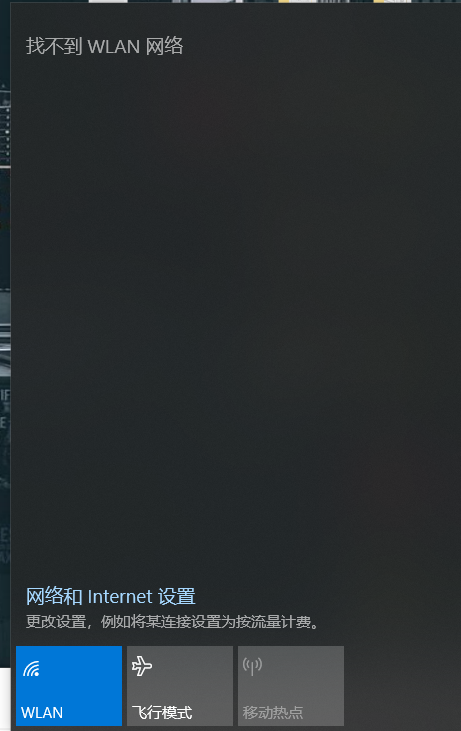 找不到 WLAN 网络
网络和 Internet 设置
更改设置，例如将某连接设置为按流量计费。
WLAN
飞行模式
移动热点